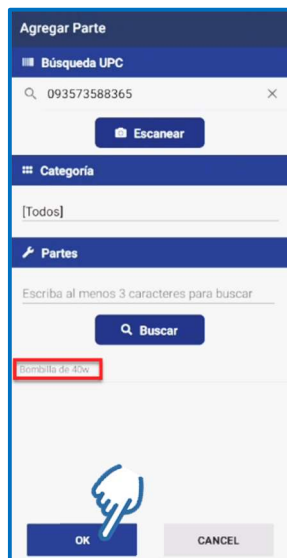 Agregar Parte
Búsqueda UPC
093573588365
Escanear
Categoría
[Todos]
Partes
Escriba al menos 3 caracteres para buscar
Buscar
Bombilla de 40w
OK
CANCEL